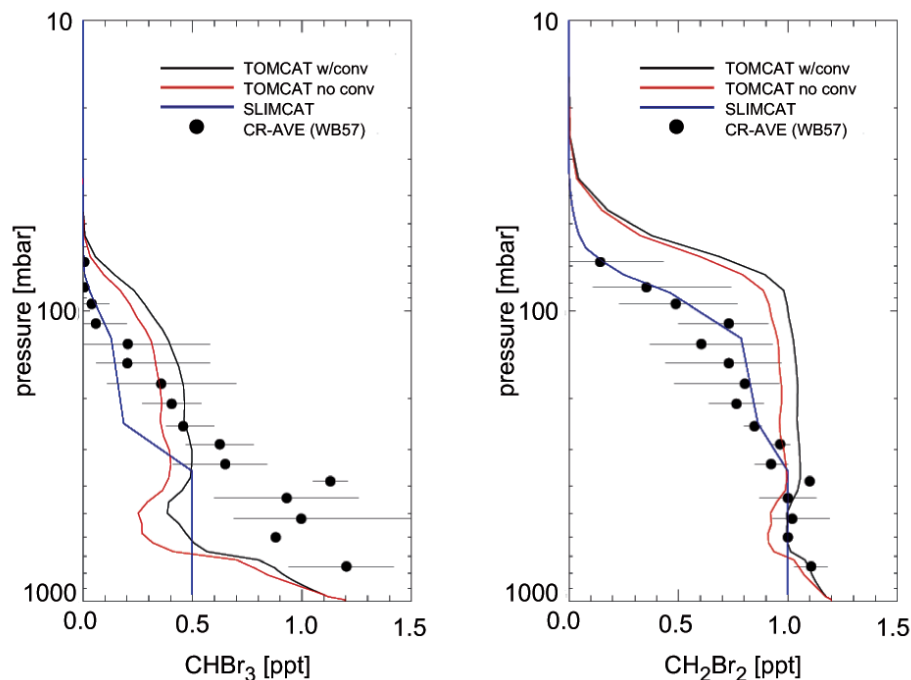 10
TOMCAT w/conv
TOMCAT no conv
SLIMCAT
CR-AVE (WB57)
pressure [mbar]
100
1000
0.0 0.5 1.0 1.5
CHBr3 [ppt]
10
TOMCAT w/conv
TOMCAT no conv
SLIMCAT
CR-AVE (WB57)
pressure [mbar]
100
1000
0.0 0.5 1.0 1.5
CH2Br2 [ppt]